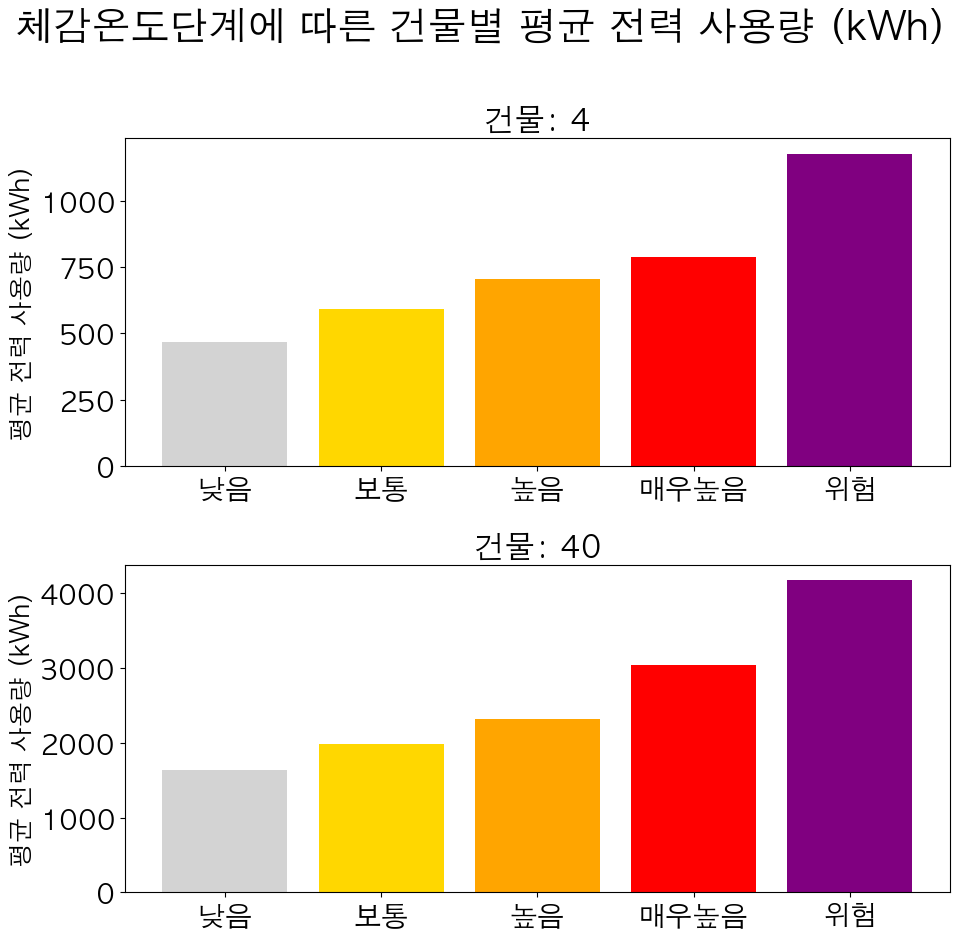 체감온도단계에 따른 건물별 평균 전력 사용량 (kWh)
건물: 4
평균 전력 사용량 (kWh)
1000
750
500
250
0
낮음 보통 높음 매우높음 위험
건물: 40
평균 전력 사용량 (kWh)
4000
3000
2000
1000
0
낮음 보통 높음 매우높음 위험